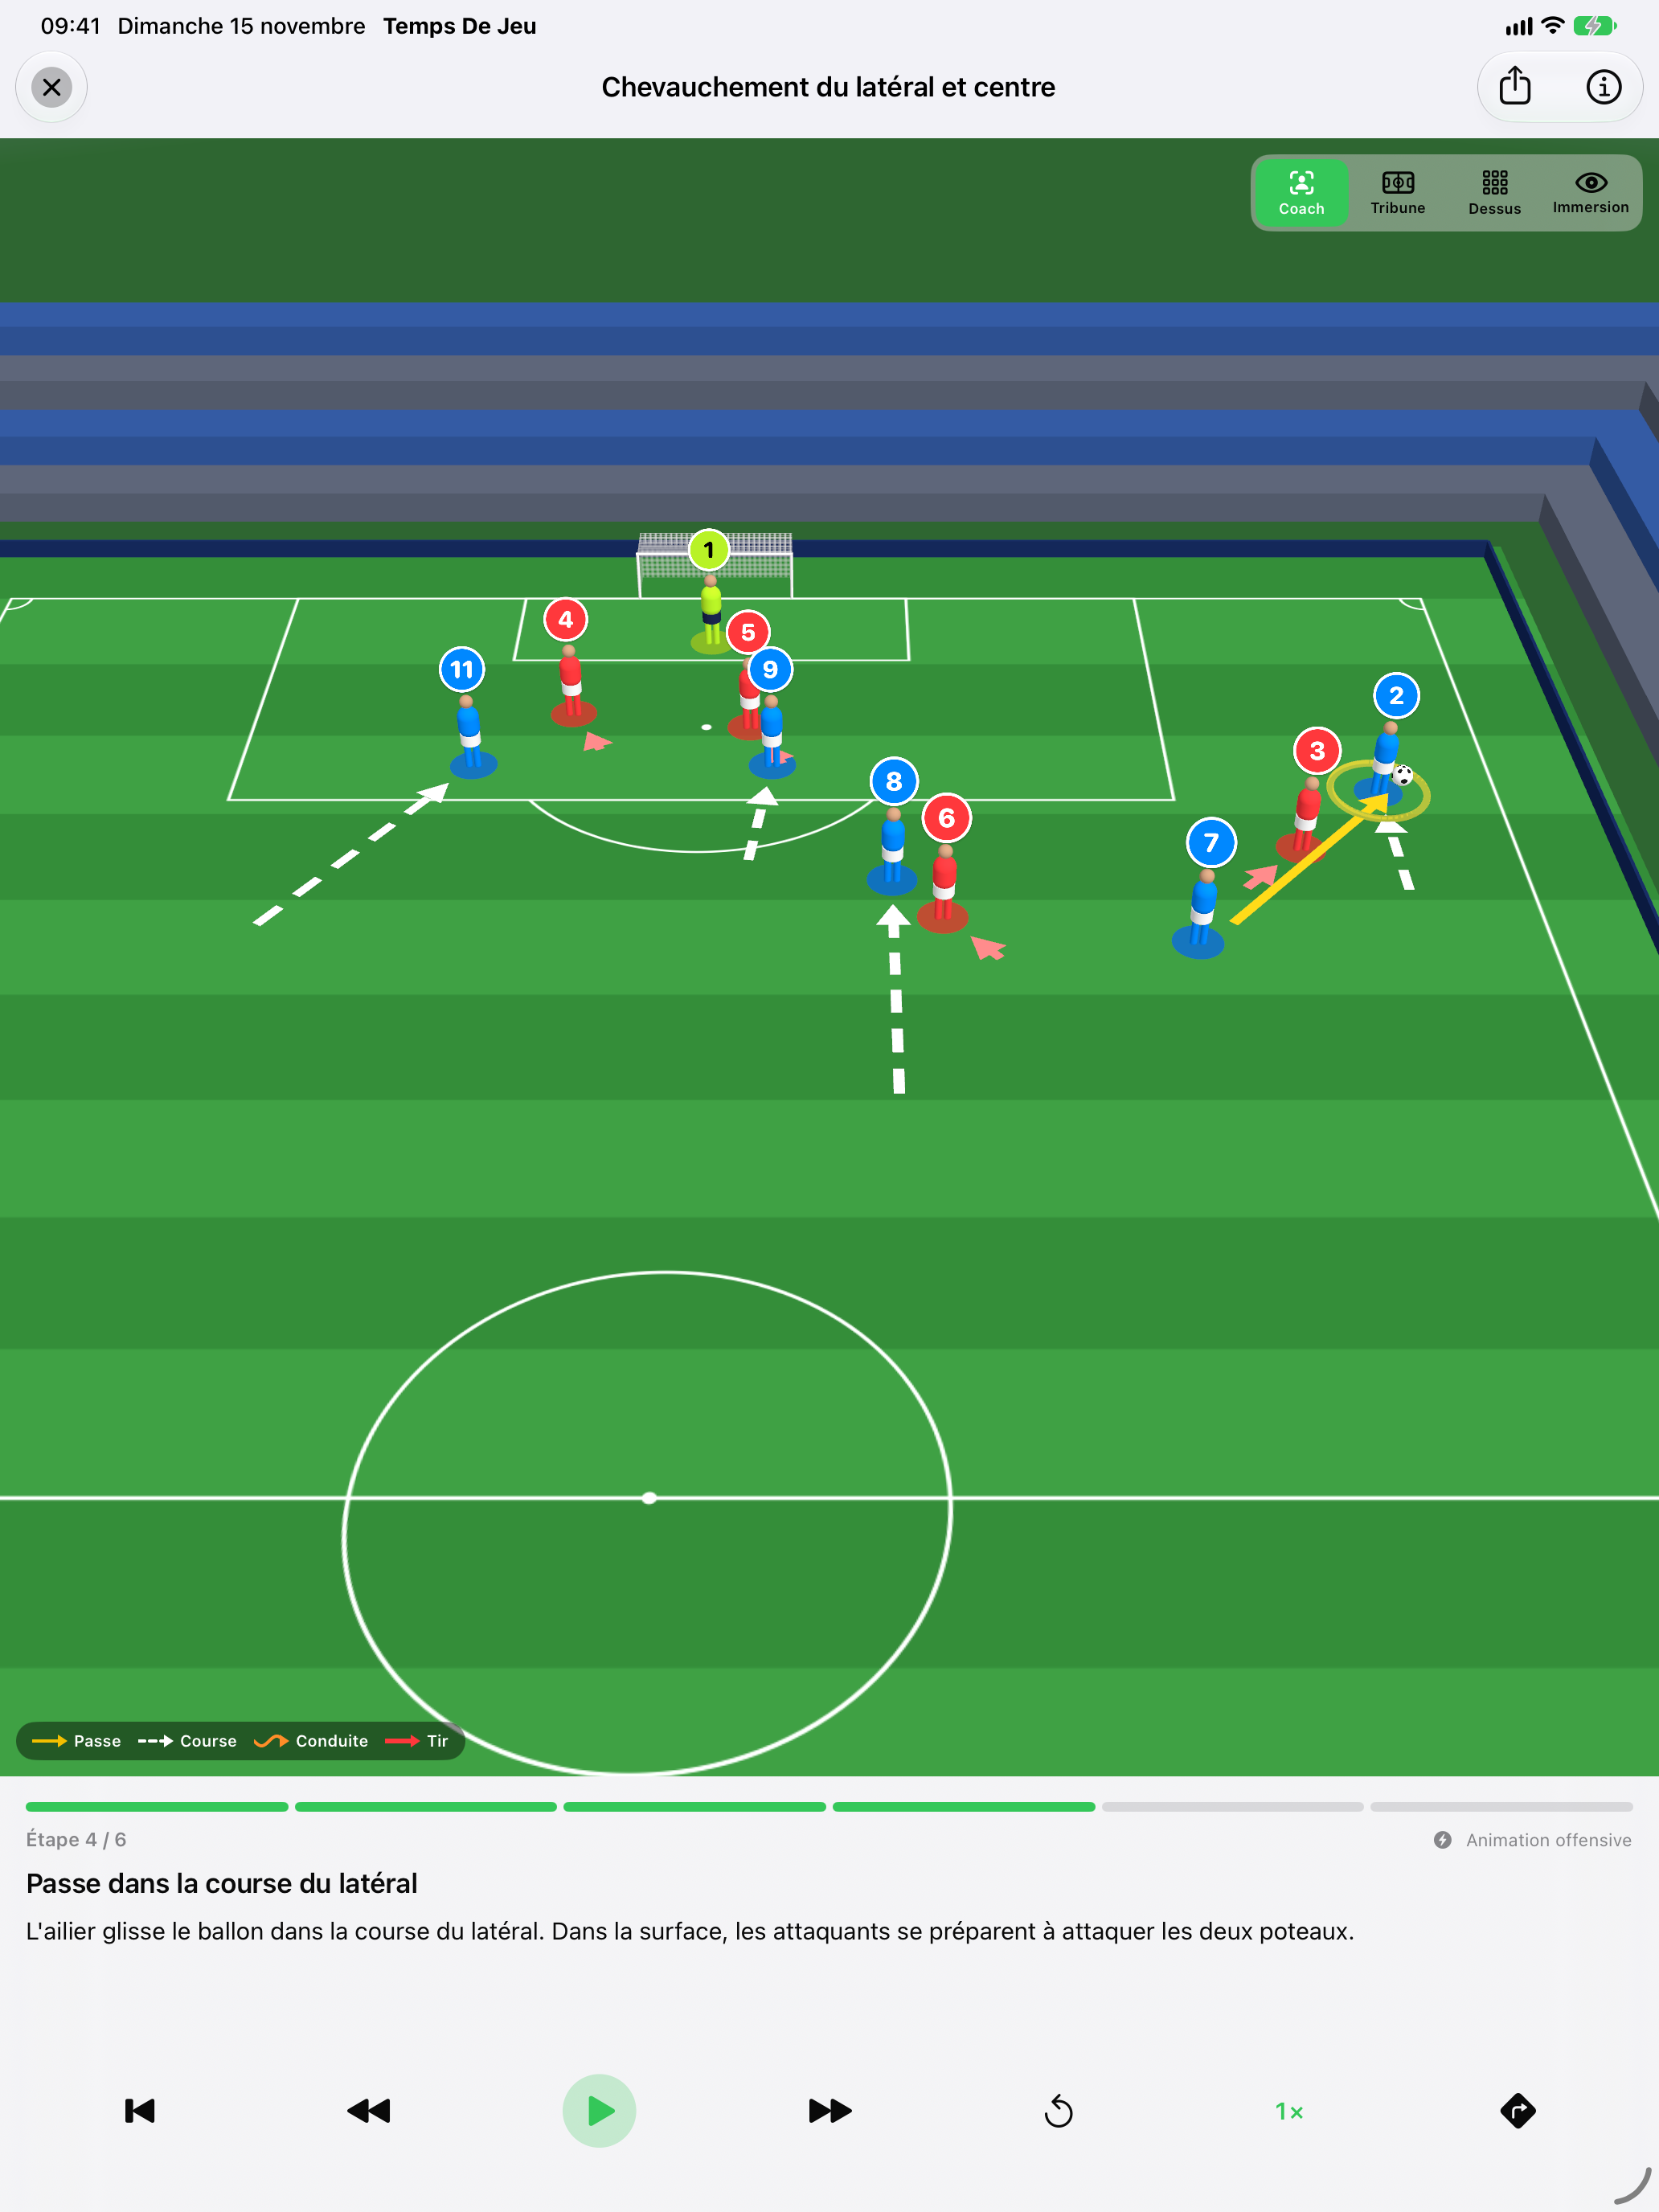 09:41 Dimanche 15 novembre Temps De Jeu
Chevauchement du latéral et centre
Coach Tribune Dessus Immersion
1
4
5
11
9
2
3
8
6
7
Passe Course Conduite Tir
Étape 4 / 6
Animation offensive
Passe dans la course du latéral
L'ailier glisse le ballon dans la course du latéral. Dans la surface, les attaquants se préparent à attaquer les deux poteaux.
1×